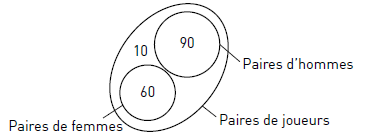 10
90
Paires d'hommes
60
Paires de femmes
Paires de joueurs